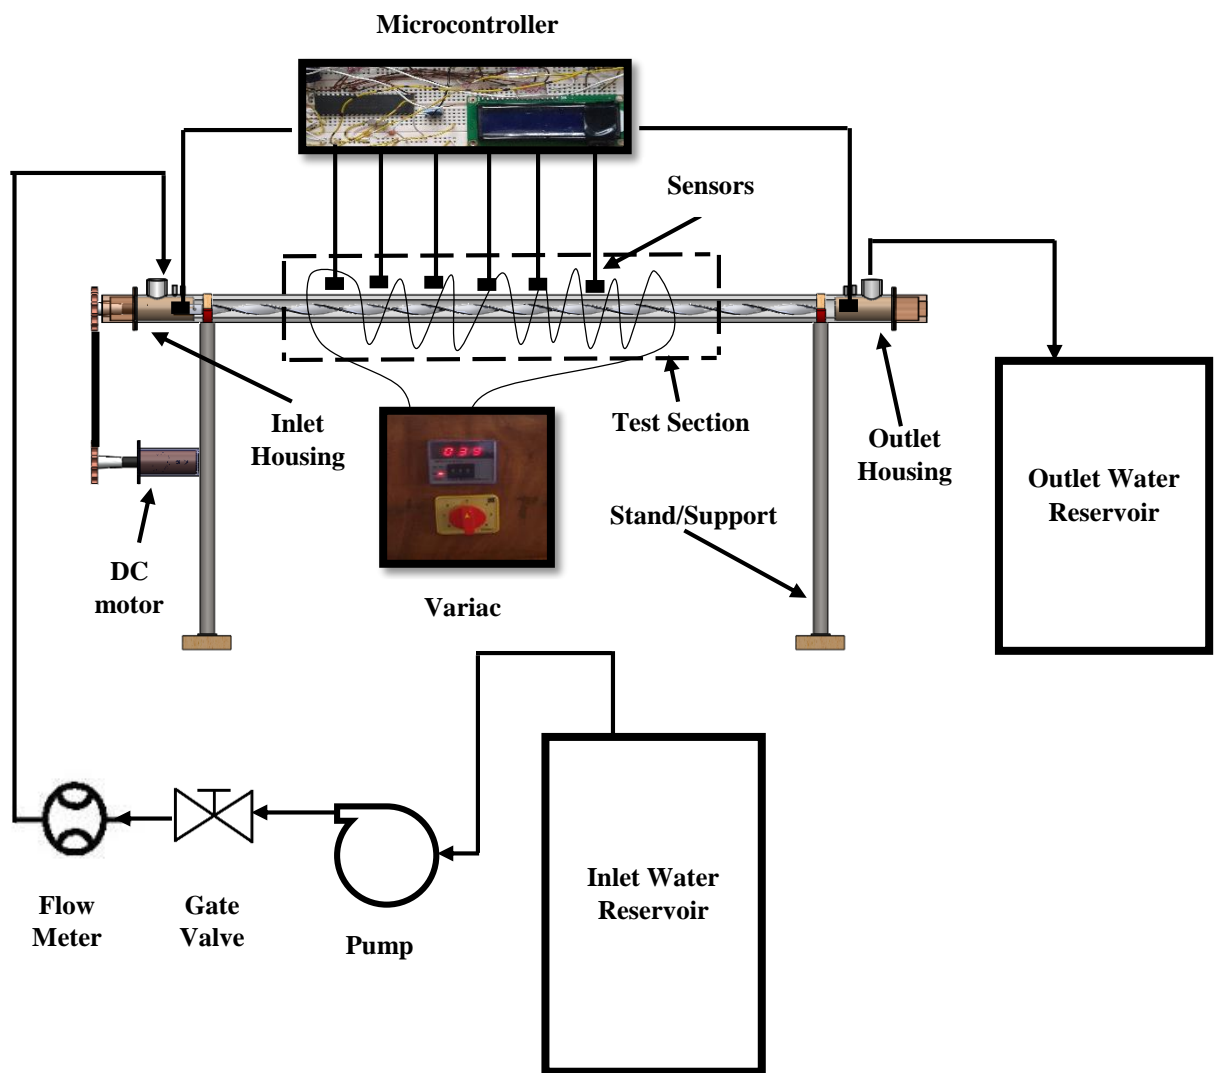 Microcontroller
Sensors
Inlet
Housing
Test Section
Outlet
Housing
Outlet Water
Reservoir
Stand/Support
DC
motor
039
Variac
Inlet Water
Reservoir
Flow
Meter
Gate
Valve
Pump